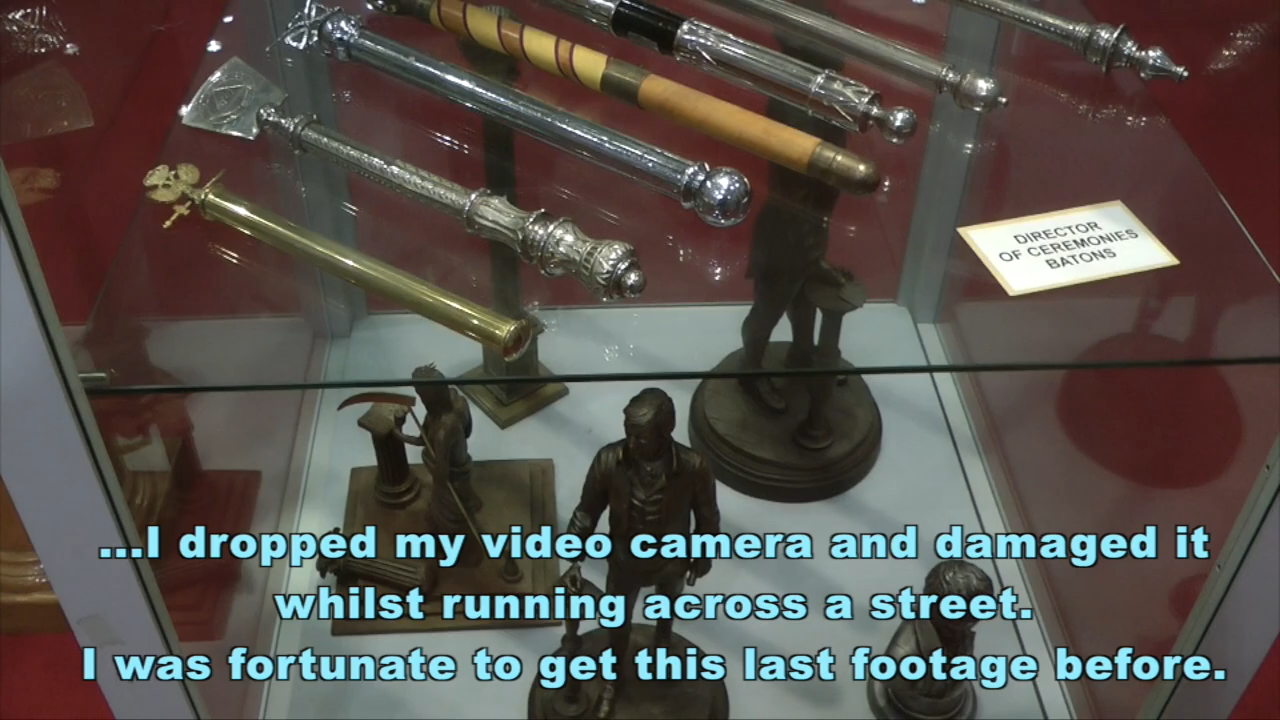 DIRECTOR
OF CEREMONIES
BATONS
...I dropped my video camera and damaged it
whilst running across a street.
I was fortunate to get this last footage before.